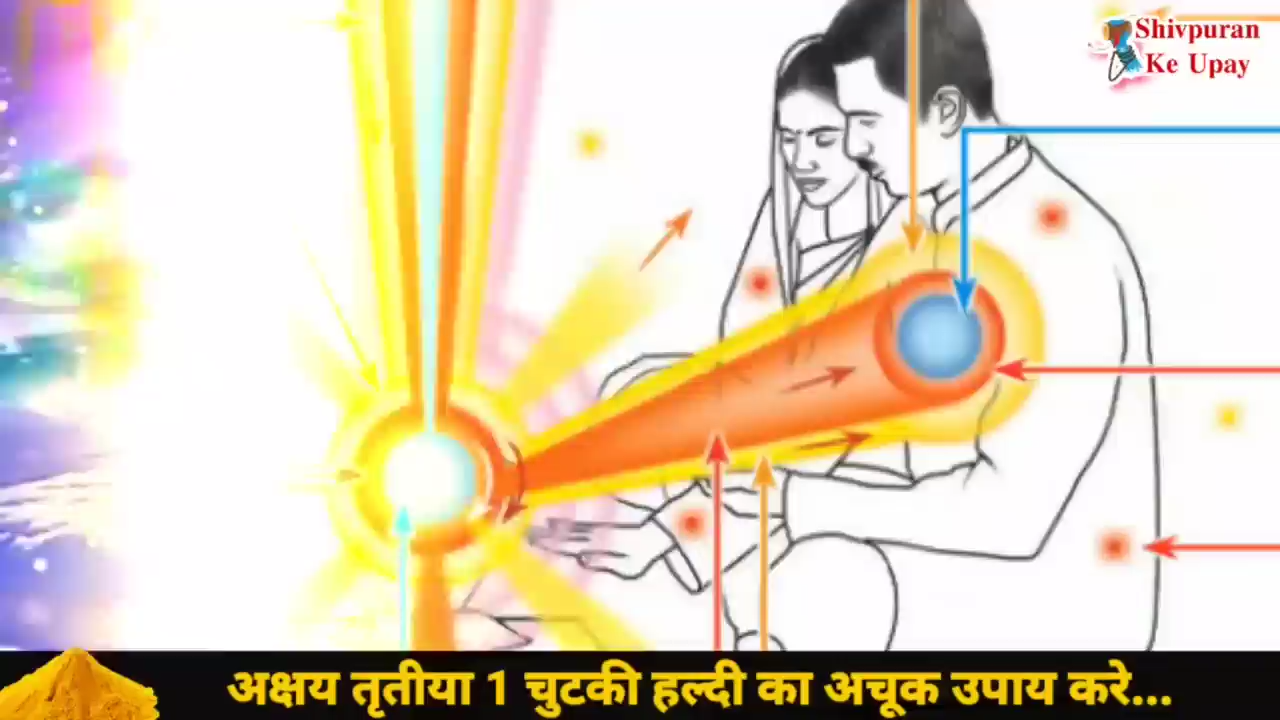 Shivpuran
Ke Upay
अक्षय तृतीया 1 चुटकी हल्दी का अचूक उपाय करे...